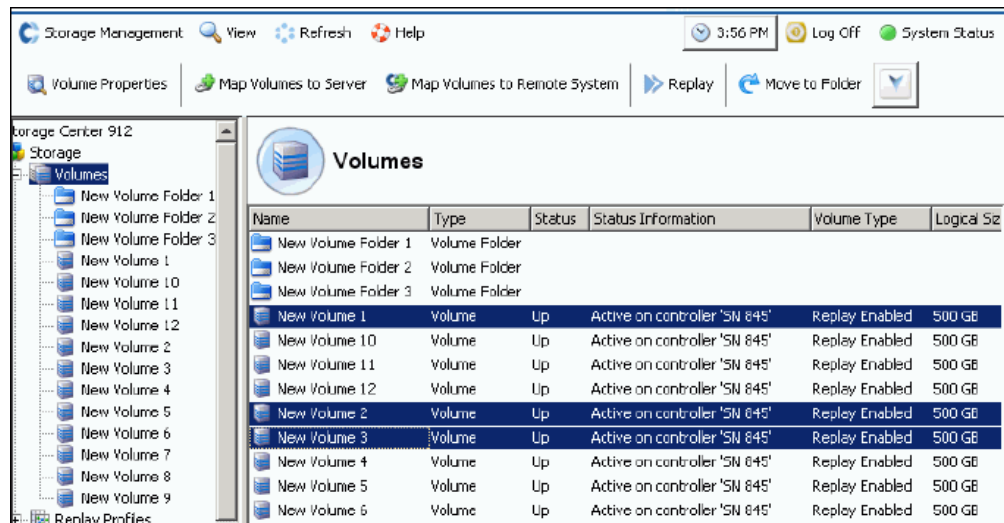 Storage Management View Refresh Help 3:56 PM Log Off System Status
Volume Properties Map Volumes to Server Map Volumes to Remote System Replay Move to Folder
torage Center 912
Storage
Volumes
New Volume Folder 1
New Volume Folder 2
New Volume Folder 3
New Volume 1
New Volume 10
New Volume 11
New Volume 12
New Volume 2
New Volume 3
New Volume 4
New Volume 5
New Volume 6
New Volume 7
New Volume 8
New Volume 9
Replay Profiles
Volumes
Name Type Status Status Information Volume Type Logical Siz
New Volume Folder 1 Volume Folder
New Volume Folder 2 Volume Folder
New Volume Folder 3 Volume Folder
New Volume 1 Volume Up Active on controller 'SN 845' Replay Enabled 500 GB
New Volume 10 Volume Up Active on controller 'SN 845' Replay Enabled 500 GB
New Volume 11 Volume Up Active on controller 'SN 845' Replay Enabled 500 GB
New Volume 12 Volume Up Active on controller 'SN 845' Replay Enabled 500 GB
New Volume 2 Volume Up Active on controller 'SN 845' Replay Enabled 500 GB
New Volume 3 Volume Up Active on controller 'SN 845' Replay Enabled 500 GB
New Volume 4 Volume Up Active on controller 'SN 845' Replay Enabled 500 GB
New Volume 5 Volume Up Active on controller 'SN 845' Replay Enabled 500 GB
New Volume 6 Volume Up Active on controller 'SN 845' Replay Enabled 500 GB